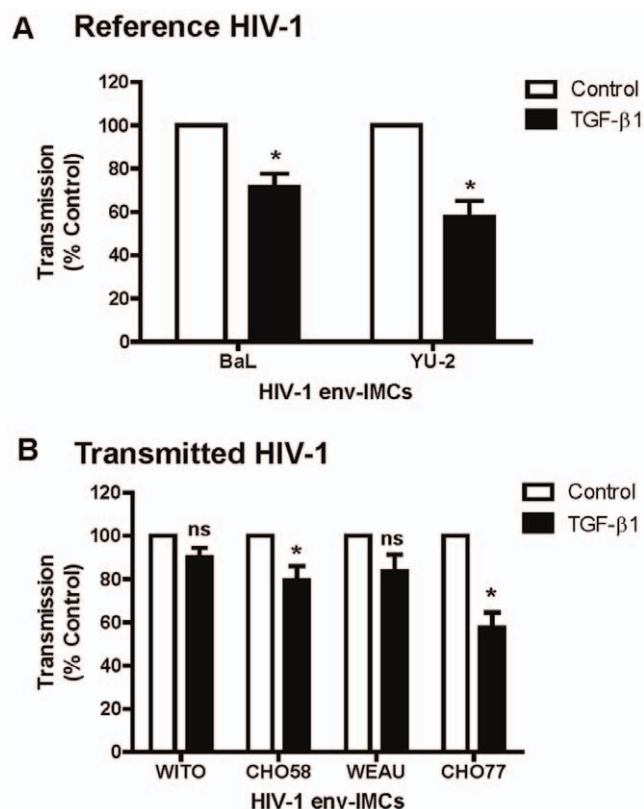 A Reference HIV-1
Control
TGF-β1
Transmission
(% Control)
120
100
80
60
40
20
0
*
*
BaL
YU-2
HIV-1 env-IMCs
B Transmitted HIV-1
Control
TGF-β1
Transmission
(% Control)
120
100
80
60
40
20
0
ns
*
ns
*
WITO
CHO58
WEAU
CHO77
HIV-1 env-IMCs